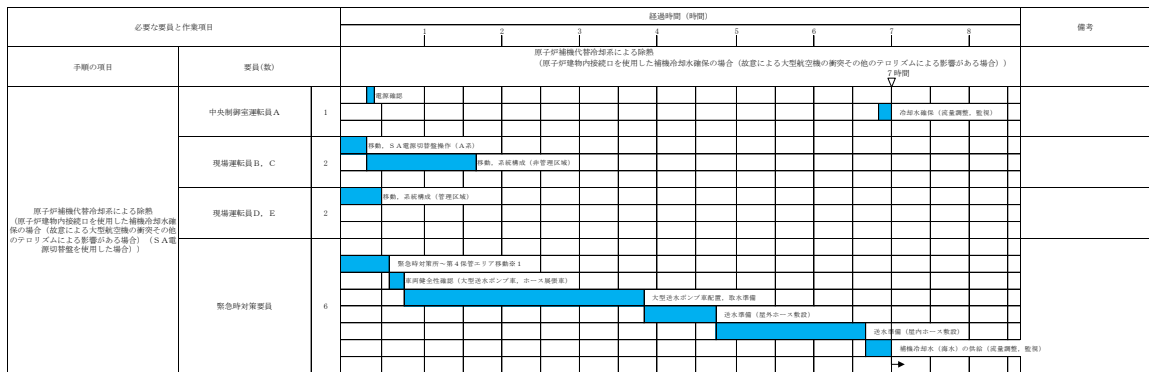 必要な要員と作業項目
経過時間（時間）
備考
1 2 3 4 5 6 7 8
手順の項目
要員(数)
原子炉補機代替冷却系による除熱
（原子炉建物内接続口を使用した補機冷却水確保の場合（故意による大型航空機の衝突その他のテロリズムによる影響がある場合））
7時間
原子炉補機代替冷却系による除熱
（原子炉建物内接続口を使用した補機冷却水確
保の場合（故意による大型航空機の衝突その他
のテロリズムによる影響がある場合）（ＳＡ電
源切替盤を使用した場合））
中央制御室運転員Ａ
1
電源確認
冷却水確保（流量調整，監視）
現場運転員Ｂ，Ｃ
2
移動，ＳＡ電源切替盤操作（Ａ系）
移動，系統構成（非管理区域）
現場運転員Ｄ，Ｅ
2
移動，系統構成（管理区域）
緊急時対策要員
6
緊急時対策所～第４保管エリア移動※１
車両健全性確認（大型送水ポンプ車，ホース展張車）
大型送水ポンプ車配置，取水準備
送水準備（屋外ホース敷設）
送水準備（屋内ホース敷設）
補機冷却水（海水）の供給（流量調整，監視）